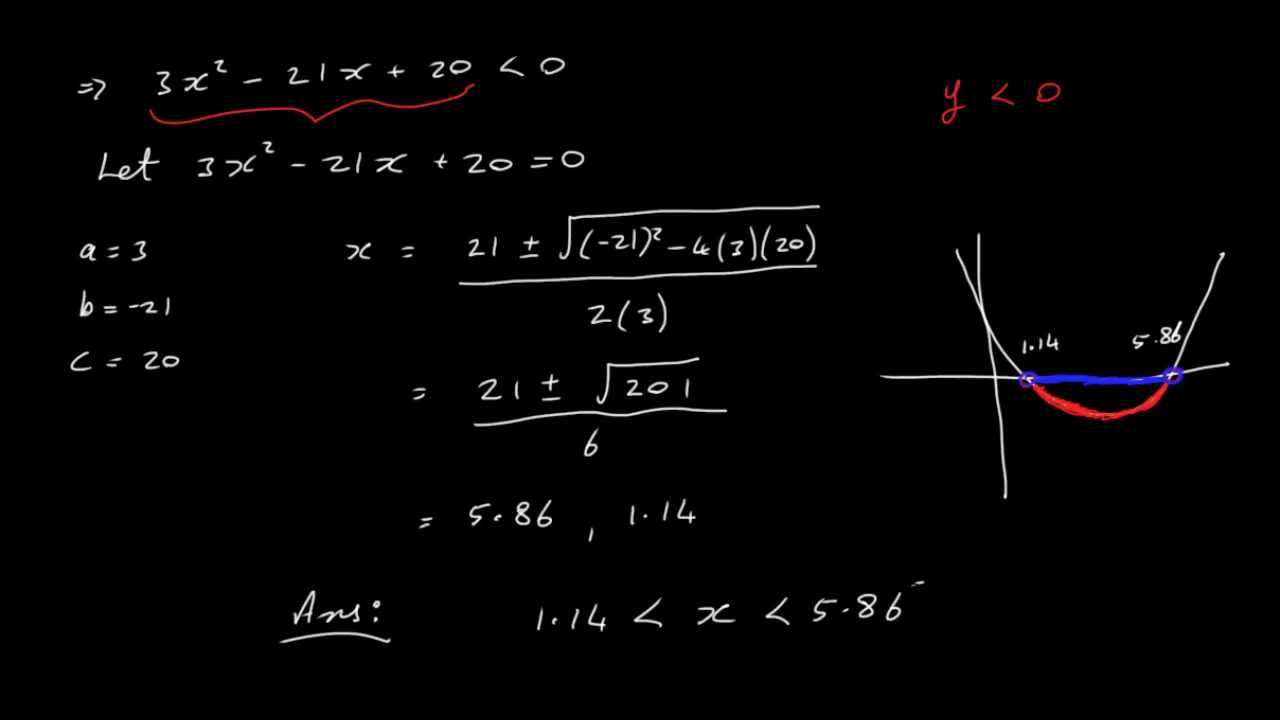 ⇒ 3x² - 21x + 20 < 0
y < 0
Let 3x² - 21x + 20 = 0
a = 3
b = -21
c = 20
x = (21 ± √((-21)² - 4(3)(20))) / 2(3)
= (21 ± √201) / 6
= 5.86 , 1.14
1.14
5.86
Ans: 1.14 < x < 5.86